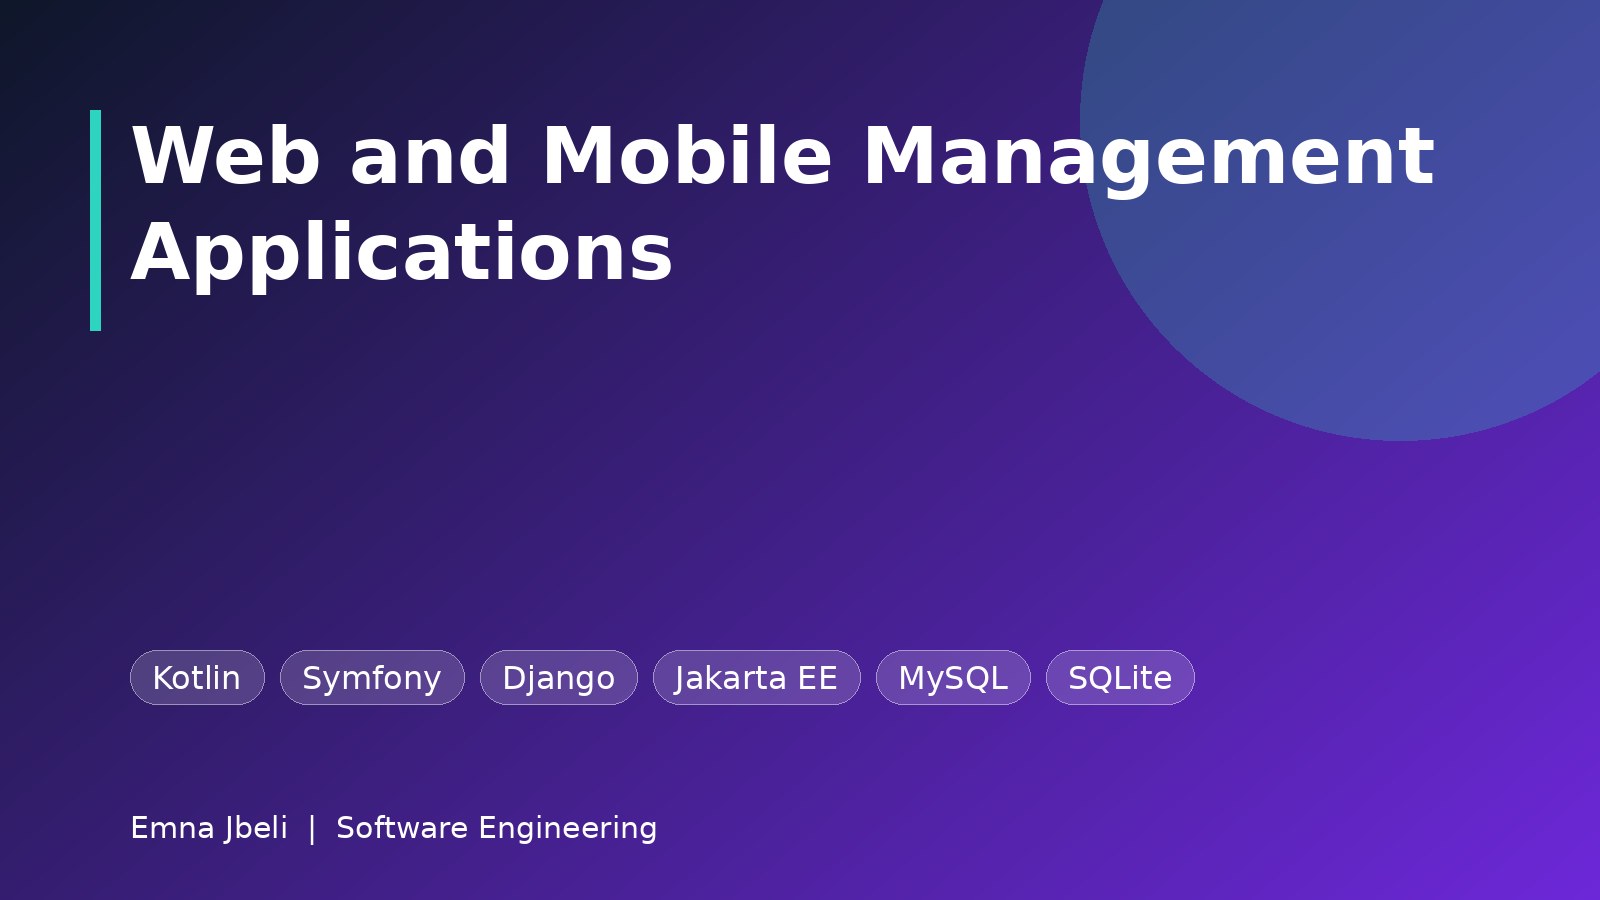 Web and Mobile Management
Applications
Kotlin Symfony Django Jakarta EE MySQL SQLite
Emna Jbeli | Software Engineering